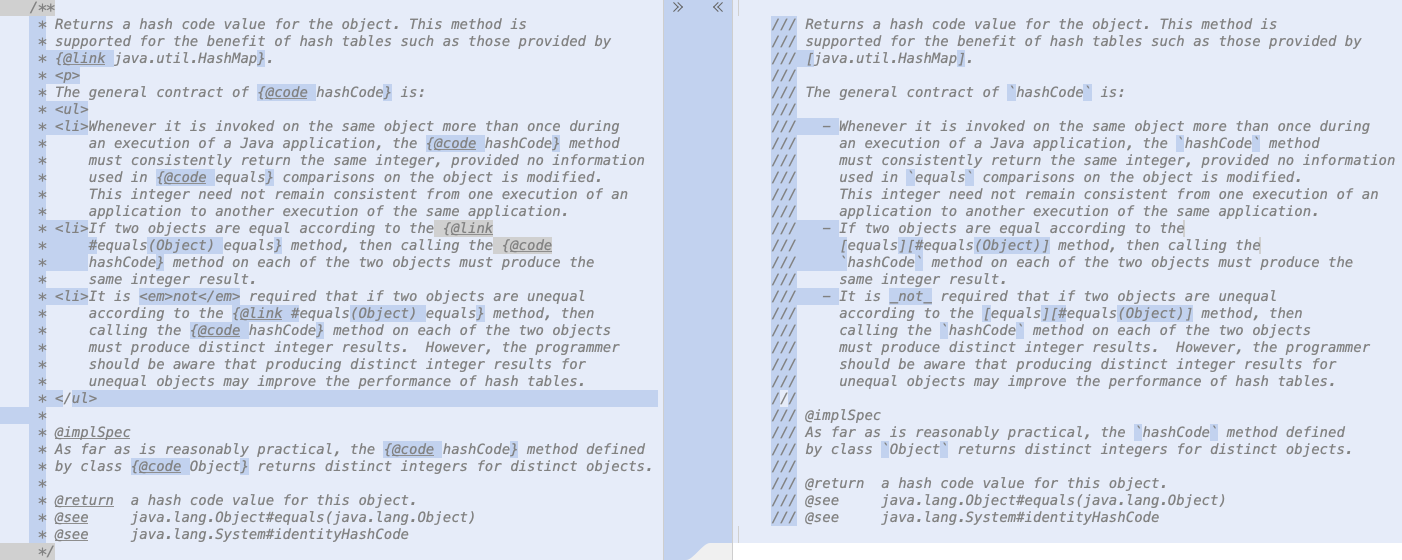 /**
 * Returns a hash code value for the object. This method is
 * supported for the benefit of hash tables such as those provided by
 * {@link java.util.HashMap}.
 * <p>
 * The general contract of {@code hashCode} is:
 * <ul>
 * <li>Whenever it is invoked on the same object more than once during
 *     an execution of a Java application, the {@code hashCode} method
 *     must consistently return the same integer, provided no information
 *     used in {@code equals} comparisons on the object is modified.
 *     This integer need not remain consistent from one execution of an
 *     application to another execution of the same application.
 * <li>If two objects are equal according to the {@link
 *     #equals(Object) equals} method, then calling the {@code
 *     hashCode} method on each of the two objects must produce the
 *     same integer result.
 * <li>It is <em>not</em> required that if two objects are unequal
 *     according to the {@link #equals(Object) equals} method, then
 *     calling the {@code hashCode} method on each of the two objects
 *     must produce distinct integer results.  However, the programmer
 *     should be aware that producing distinct integer results for
 *     unequal objects may improve the performance of hash tables.
 * </ul>
 *
 * @implSpec
 * As far as is reasonably practical, the {@code hashCode} method defined
 * by class {@code Object} returns distinct integers for distinct objects.
 *
 * @return  a hash code value for this object.
 * @see     java.lang.Object#equals(java.lang.Object)
 * @see     java.lang.System#identityHashCode
 */
» «
/// Returns a hash code value for the object. This method is
/// supported for the benefit of hash tables such as those provided by
/// [java.util.HashMap].
///
/// The general contract of `hashCode` is:
///
///   - Whenever it is invoked on the same object more than once during
///     an execution of a Java application, the `hashCode` method
///     must consistently return the same integer, provided no information
///     used in `equals` comparisons on the object is modified.
///     This integer need not remain consistent from one execution of an
///     application to another execution of the same application.
///   - If two objects are equal according to the
///     [equals][#equals(Object)] method, then calling the
///     `hashCode` method on each of the two objects must produce the
///     same integer result.
///   - It is _not_ required that if two objects are unequal
///     according to the [equals][#equals(Object)] method, then
///     calling the `hashCode` method on each of the two objects
///     must produce distinct integer results.  However, the programmer
///     should be aware that producing distinct integer results for
///     unequal objects may improve the performance of hash tables.
///
/// @implSpec
/// As far as is reasonably practical, the `hashCode` method defined
/// by class `Object` returns distinct integers for distinct objects.
///
/// @return  a hash code value for this object.
/// @see     java.lang.Object#equals(java.lang.Object)
/// @see     java.lang.System#identityHashCode